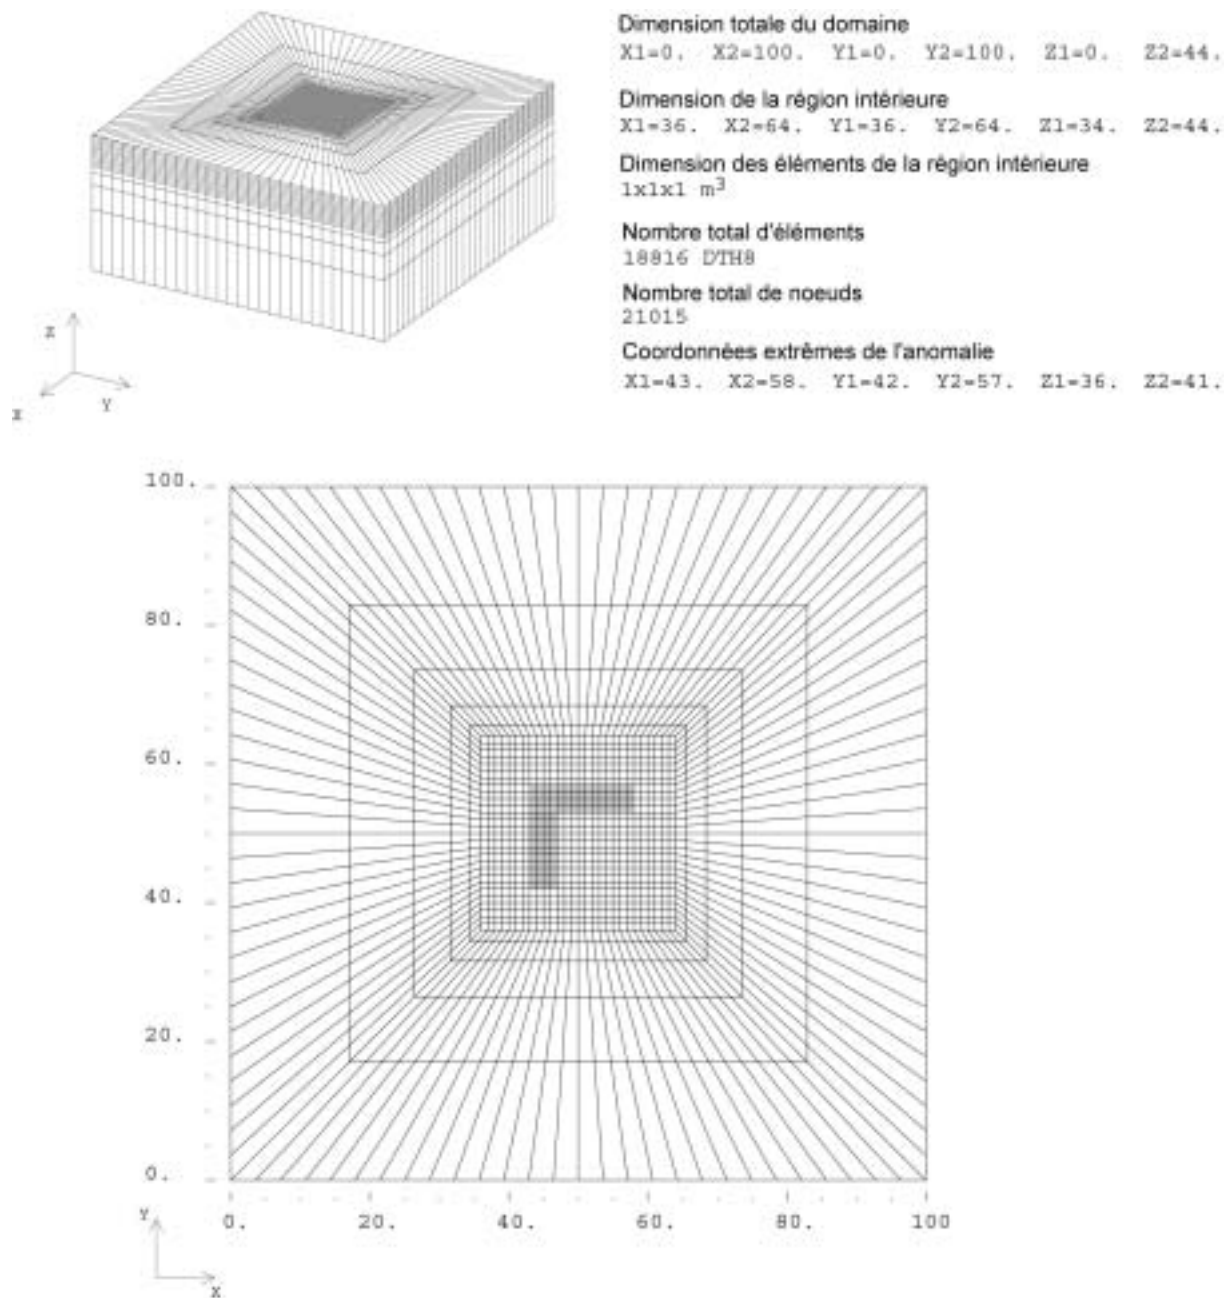 Dimension totale du domaine
X1=0. X2=100. Y1=0. Y2=100. Z1=0. Z2=44.
Dimension de la région intérieure
X1=36. X2=64. Y1=36. Y2=64. Z1=34. Z2=44.
Dimension des éléments de la région intérieure
1x1x1 m³
Nombre total d'éléments
18816 DTH8
Nombre total de noeuds
21015
Coordonnées extrêmes de l'anomalie
X1=43. X2=58. Y1=42. Y2=57. Z1=36. Z2=41.
Z
X
Y
100.
80.
60.
40.
20.
0.
0. 20. 40. 60. 80. 100
Y
X